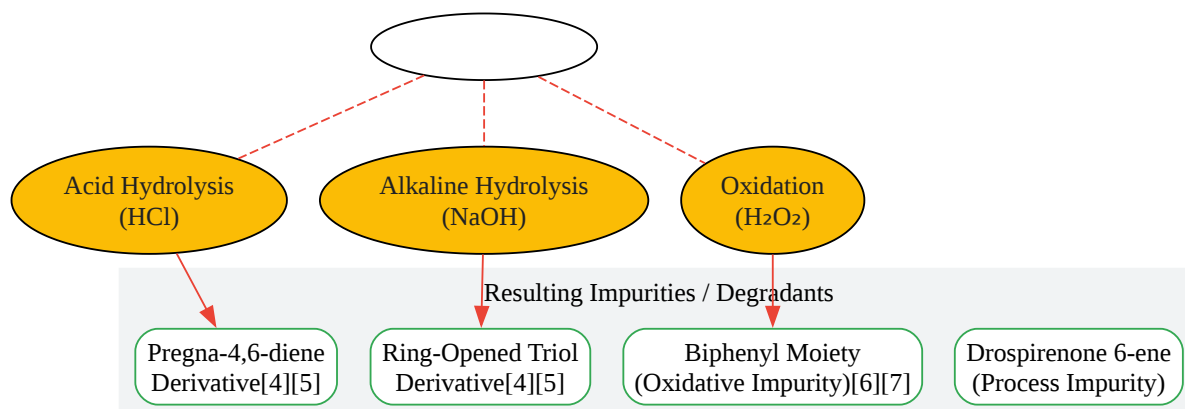 Acid Hydrolysis
(HCl)
Alkaline Hydrolysis
(NaOH)
Oxidation
(H₂O₂)
Resulting Impurities / Degradants
Pregna-4,6-diene
Derivative[4][5]
Ring-Opened Triol
Derivative[4][5]
Biphenyl Moiety
(Oxidative Impurity)[6][7]
Drospirenone 6-ene
(Process Impurity)